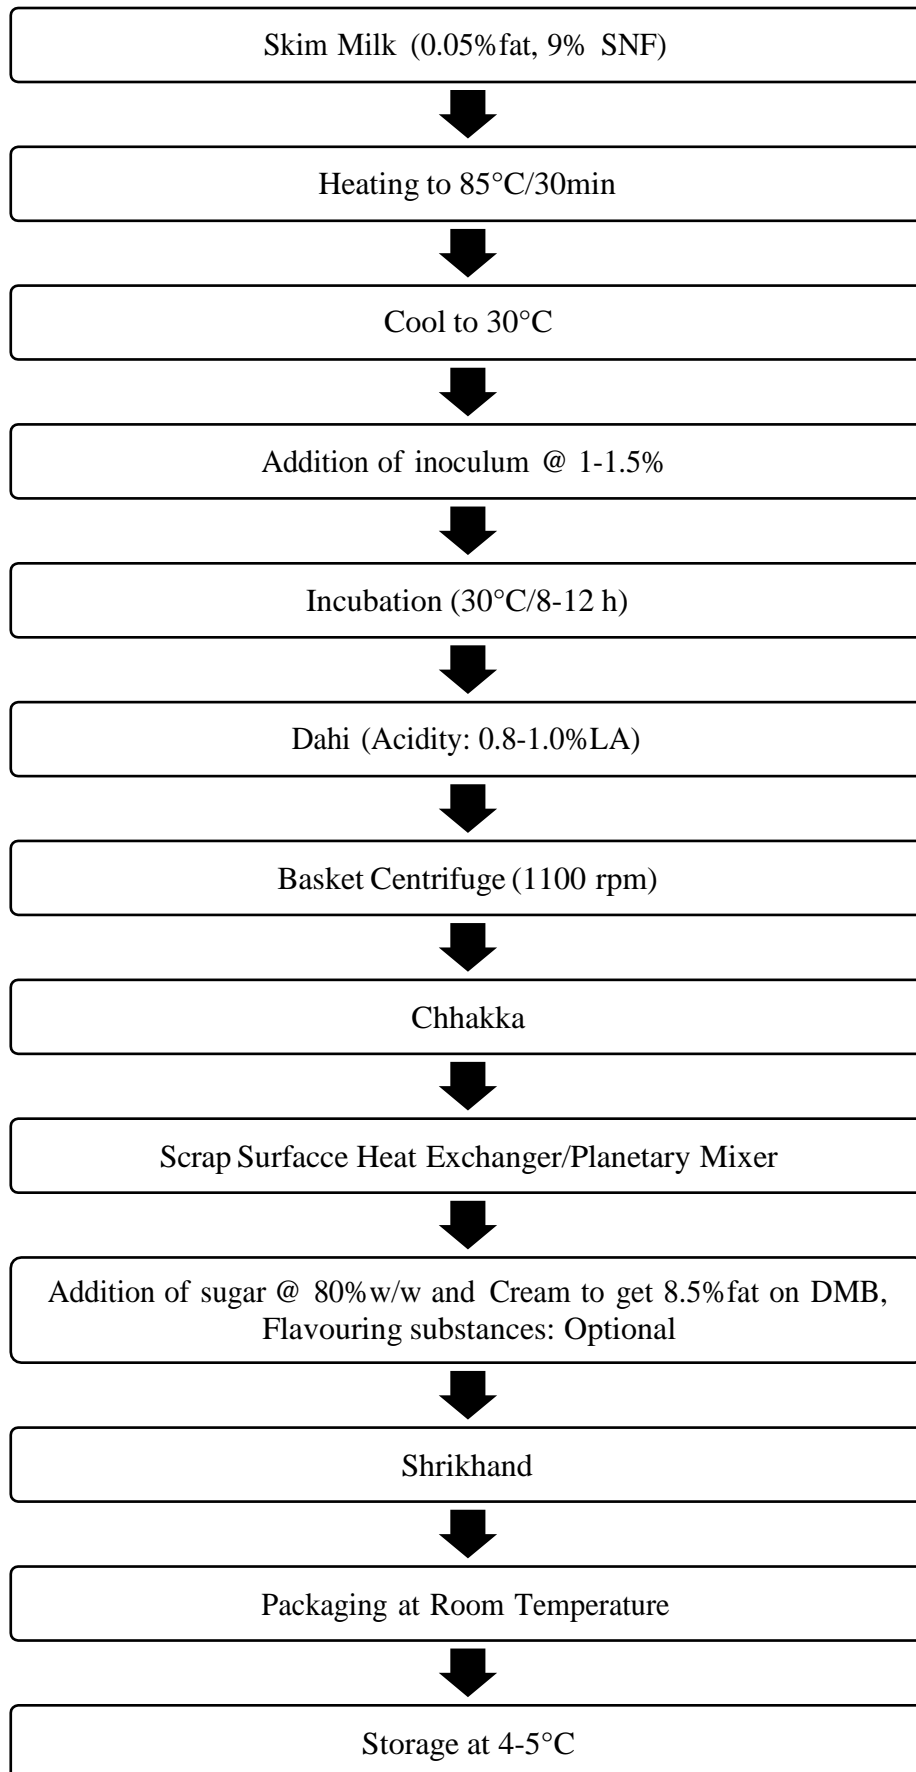 Skim Milk (0.05%fat, 9% SNF)
Heating to 85°C/30min
Cool to 30°C
Addition of inoculum @ 1-1.5%
Incubation (30°C/8-12 h)
Dahi (Acidity: 0.8-1.0%LA)
Basket Centrifuge (1100 rpm)
Chhakka
Scrap Surfacce Heat Exchanger/Planetary Mixer
Addition of sugar @ 80%w/w and Cream to get 8.5%fat on DMB,
Flavouring substances: Optional
Shrikhand
Packaging at Room Temperature
Storage at 4-5°C